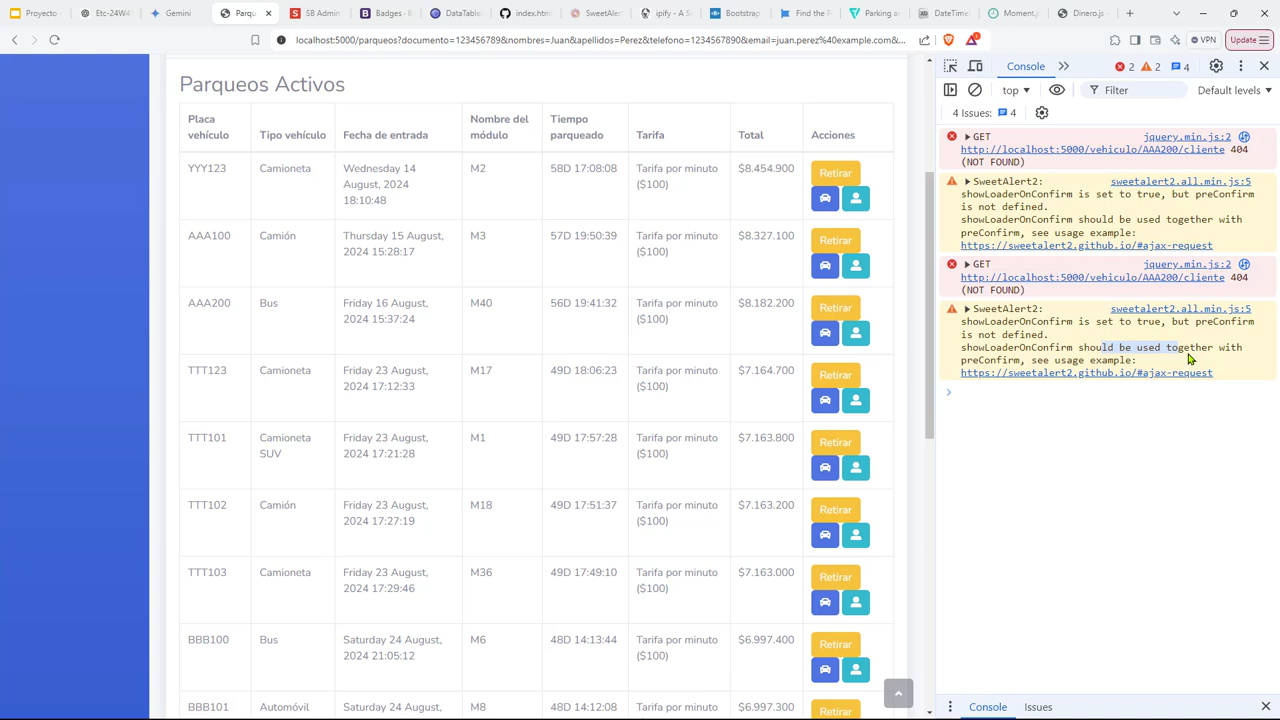 Proyecto -
Etc-24W4
Gemini
Parqu
SB Admin
Badges - B
DataTable
index.htm
SweetAler
ipify - A S
Bootstrap
Find the P
Parking ar
DateTime
Moment.j
Dinero.js
localhost:5000/parqueos?documento=123456789&nombres=Juan&apellidos=Perez&telefono=1234567890&email=juan.perez%40example.com&...
VPN
Update
Parqueos Activos
Placa vehículo
Tipo vehículo
Fecha de entrada
Nombre del módulo
Tiempo parqueado
Tarifa
Total
Acciones
YYY123
Camioneta
Wednesday 14
August, 2024
18:10:48
M2
58D 17:08:08
Tarifa por minuto
($100)
$8.454.900
Retirar
AAA100
Camión
Thursday 15 August,
2024 15:28:17
M3
57D 19:50:39
Tarifa por minuto
($100)
$8.327.100
Retirar
AAA200
Bus
Friday 16 August,
2024 15:37:24
M40
56D 19:41:32
Tarifa por minuto
($100)
$8.182.200
Retirar
TTT123
Camioneta
Friday 23 August,
2024 17:12:33
M17
49D 18:06:23
Tarifa por minuto
($100)
$7.164.700
Retirar
TTT101
Camioneta
SUV
Friday 23 August,
2024 17:21:28
M1
49D 17:57:28
Tarifa por minuto
($100)
$7.163.800
Retirar
TTT102
Camión
Friday 23 August,
2024 17:27:19
M18
49D 17:51:37
Tarifa por minuto
($100)
$7.163.200
Retirar
TTT103
Camioneta
Friday 23 August,
2024 17:29:46
M36
49D 17:49:10
Tarifa por minuto
($100)
$7.163.000
Retirar
BBB100
Bus
Saturday 24 August,
2024 21:05:12
M6
48D 14:13:44
Tarifa por minuto
($100)
$6.997.400
Retirar
BBB101
Automóvil
Saturday 24 August,
M8
48D 14:12:08
Tarifa por minuto
$6.997.300
Retirar
Console
2
2
4
top
Filter
Default levels
4 Issues:
4
GET
jquery.min.js:2
http://localhost:5000/vehiculo/AAA200/cliente 404
(NOT FOUND)
SweetAlert2:
sweetalert2.all.min.js:5
showLoaderOnConfirm is set to true, but preConfirm
is not defined.
showLoaderOnConfirm should be used together with
preConfirm, see usage example:
https://sweetalert2.github.io/#ajax-request
GET
jquery.min.js:2
http://localhost:5000/vehiculo/AAA200/cliente 404
(NOT FOUND)
SweetAlert2:
sweetalert2.all.min.js:5
showLoaderOnConfirm is set to true, but preConfirm
is not defined.
showLoaderOnConfirm should be used together with
preConfirm, see usage example:
https://sweetalert2.github.io/#ajax-request
Console
Issues